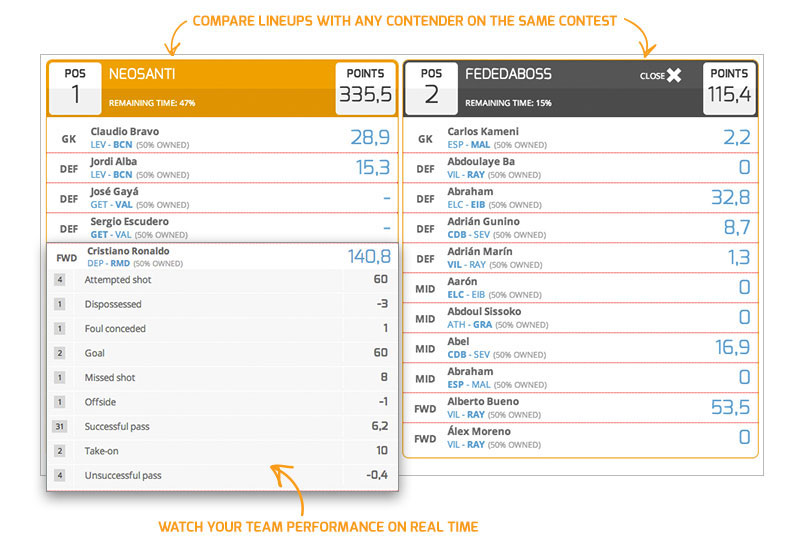 COMPARE LINEUPS WITH ANY CONTENDER ON THE SAME CONTEST
POS 1 NEOSANTI POINTS 335,5
REMAINING TIME: 47%
GK Claudio Bravo 28,9
LEV - BCN (50% OWNED)
DEF Jordi Alba 15,3
LEV - BCN (50% OWNED)
DEF José Gayá -
GET - VAL (50% OWNED)
DEF Sergio Escudero -
GET - VAL (50% OWNED)
FWD Cristiano Ronaldo 140,8
DEP - RMD (50% OWNED)
4 Attempted shot 60
1 Dispossessed -3
1 Foul conceded 1
2 Goal 60
1 Missed shot 8
1 Offside -1
31 Successful pass 6,2
2 Take-on 10
4 Unsuccessful pass -0,4
POS 2 FEDEDABOSS CLOSE POINTS 115,4
REMAINING TIME: 15%
GK Carlos Kameni 2,2
ESP - MAL (50% OWNED)
DEF Abdoulaye Ba 0
VIL - RAY (50% OWNED)
DEF Abraham 32,8
ELC - EIB (50% OWNED)
DEF Adrián Gunino 8,7
CDB - SEV (50% OWNED)
DEF Adrián Marín 1,3
VIL - RAY (50% OWNED)
MID Aarón 0
ELC - EIB (50% OWNED)
MID Abdoul Sissoko 0
ATH - GRA (50% OWNED)
MID Abel 16,9
CDB - SEV (50% OWNED)
MID Abraham 0
ESP - MAL (50% OWNED)
FWD Alberto Bueno 53,5
VIL - RAY (50% OWNED)
FWD Álex Moreno 0
VIL - RAY (50% OWNED)
WATCH YOUR TEAM PERFORMANCE ON REAL TIME